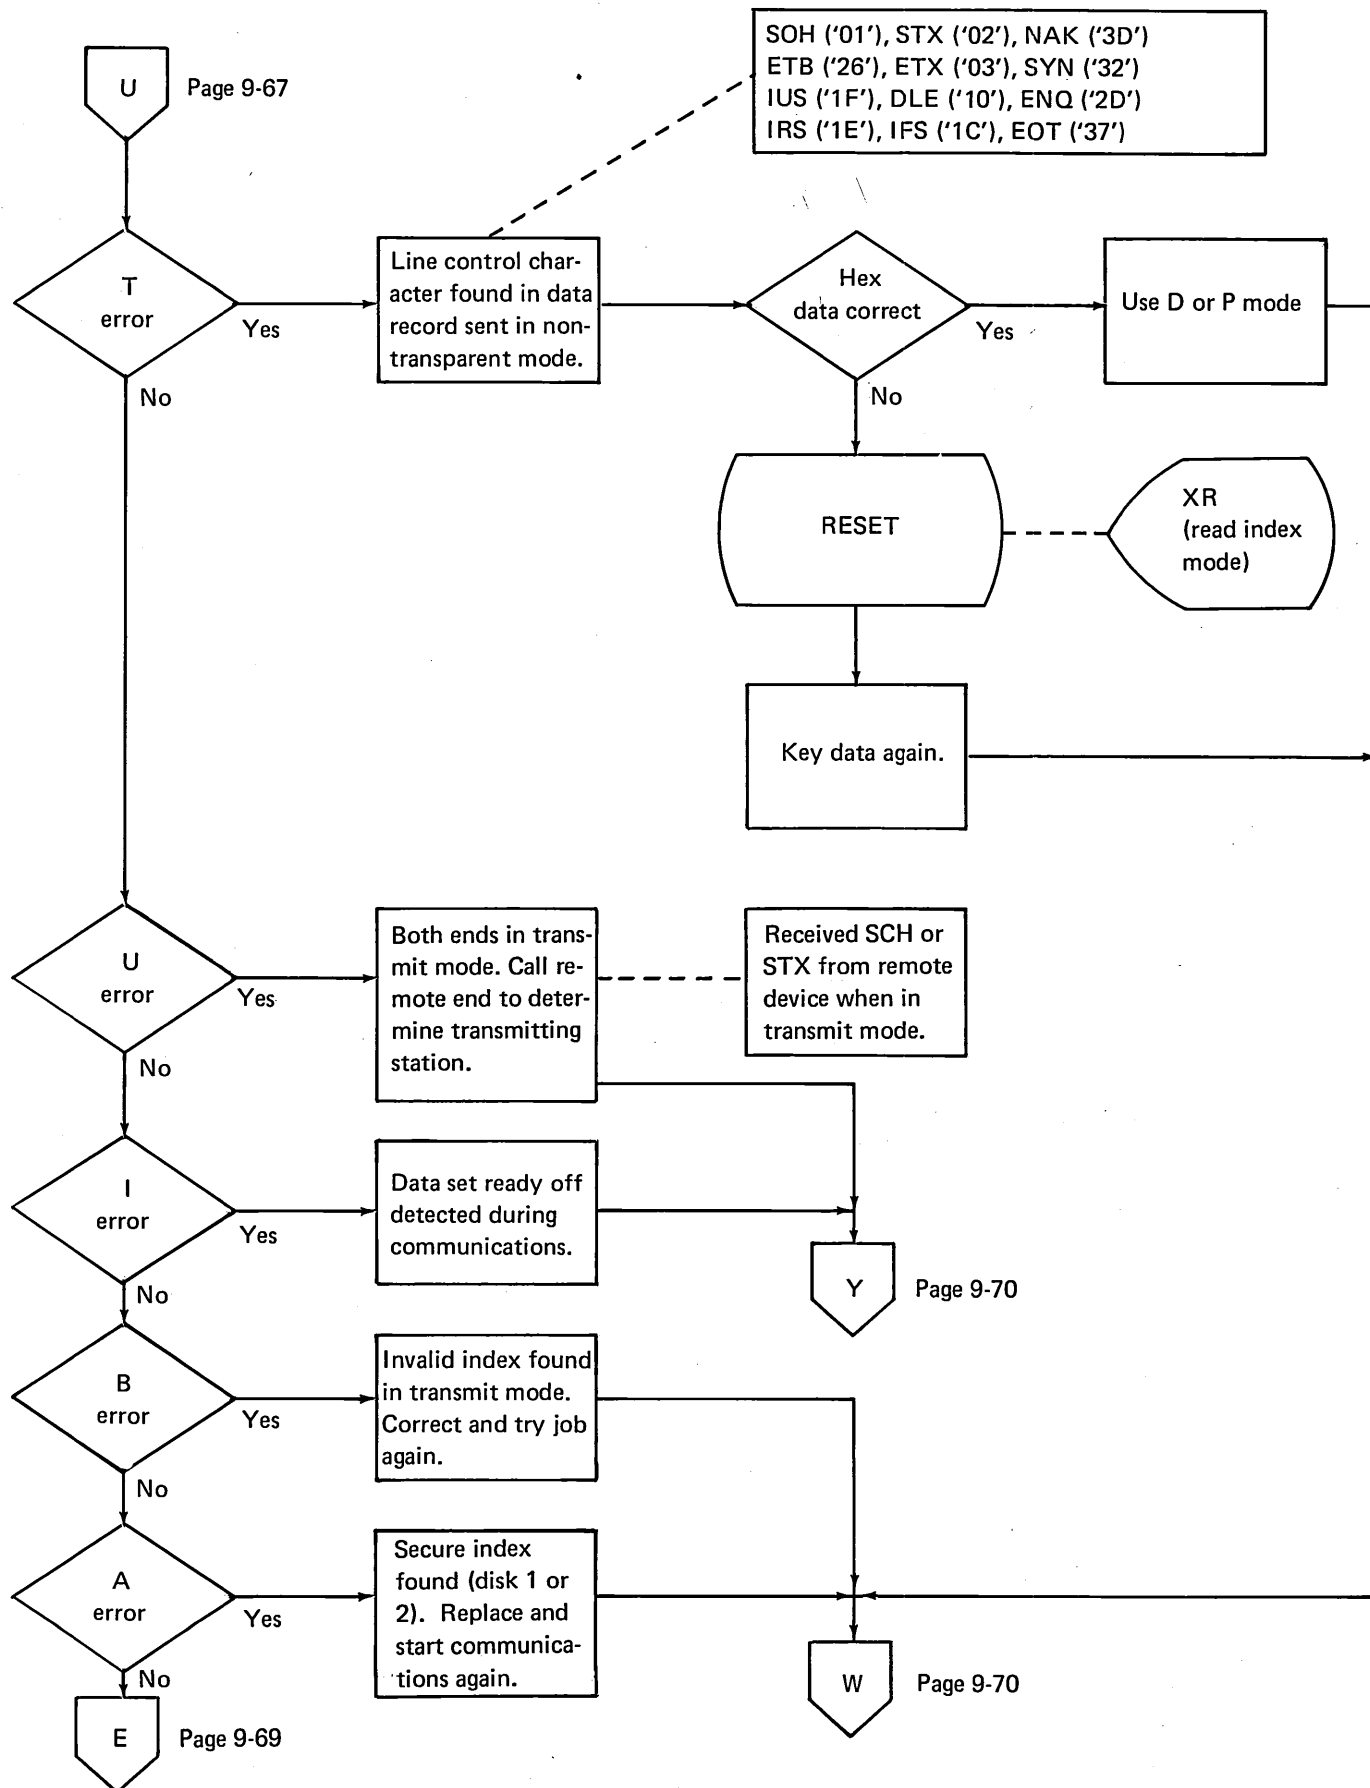 SOH ('01'), STX ('02'), NAK ('3D')
ETB ('26'), ETX ('03'), SYN ('32')
IUS ('1F'), DLE ('10'), ENQ ('2D')
IRS ('1E'), IFS ('1C'), EOT ('37')
U
Page 9-67
T
error
Yes
No
Line control char-
acter found in data
record sent in non-
transparent mode.
Hex
data correct
Yes
No
Use D or P mode
RESET
XR
(read index
mode)
Key data again.
U
error
Yes
No
Both ends in trans-
mit mode. Call re-
mote end to deter-
mine transmitting
station.
Received SCH or
STX from remote
device when in
transmit mode.
I
error
Yes
No
Data set ready off
detected during
communications.
Y
Page 9-70
B
error
Yes
No
Invalid index found
in transmit mode.
Correct and try job
again.
A
error
Yes
No
Secure index
found (disk 1 or
2). Replace and
start communica-
tions again.
W
Page 9-70
E
Page 9-69